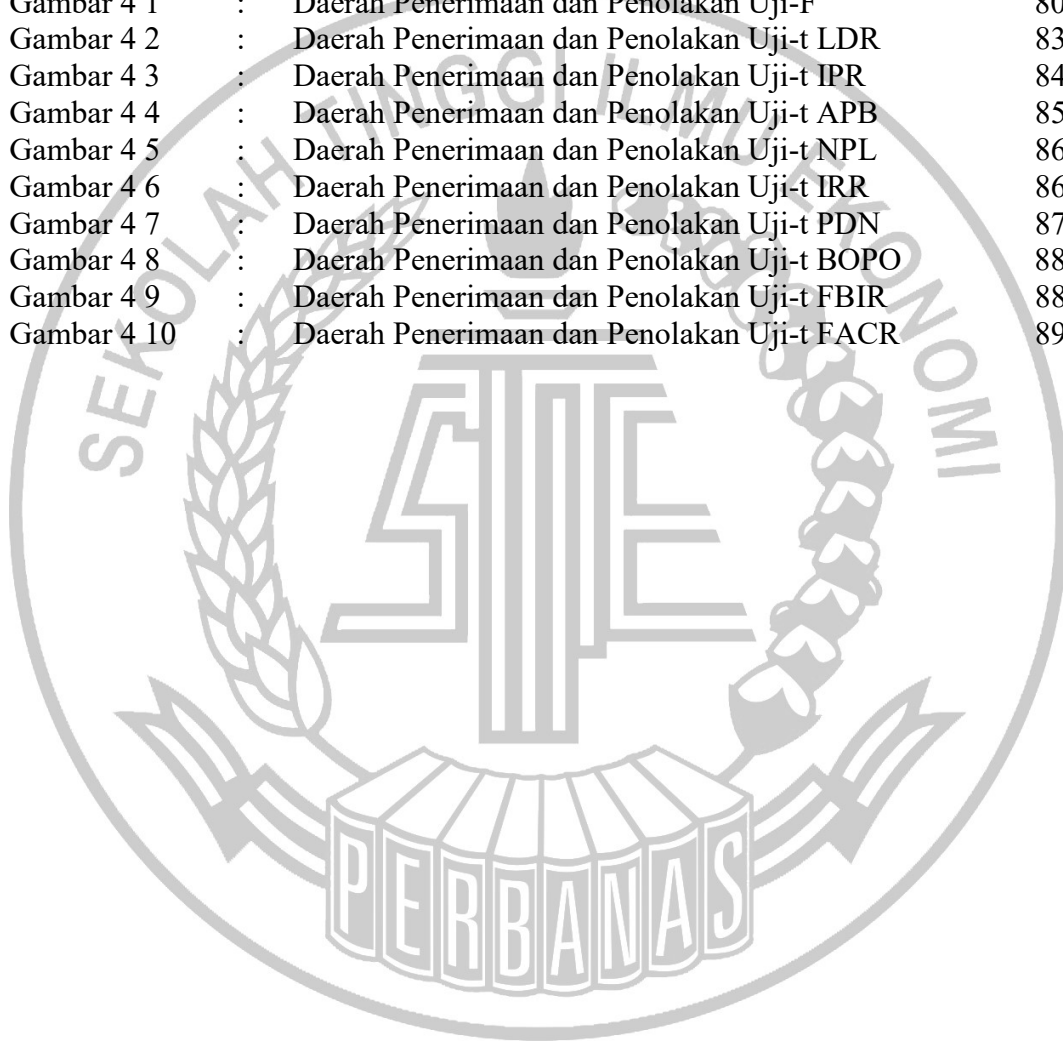 Gambar 4 1 : Daerah Penerimaan dan Penolakan Uji-F 80
Gambar 4 2 : Daerah Penerimaan dan Penolakan Uji-t LDR 83
Gambar 4 3 : Daerah Penerimaan dan Penolakan Uji-t IPR 84
Gambar 4 4 : Daerah Penerimaan dan Penolakan Uji-t APB 85
Gambar 4 5 : Daerah Penerimaan dan Penolakan Uji-t NPL 86
Gambar 4 6 : Daerah Penerimaan dan Penolakan Uji-t IRR 86
Gambar 4 7 : Daerah Penerimaan dan Penolakan Uji-t PDN 87
Gambar 4 8 : Daerah Penerimaan dan Penolakan Uji-t BOPO 88
Gambar 4 9 : Daerah Penerimaan dan Penolakan Uji-t FBIR 88
Gambar 4 10 : Daerah Penerimaan dan Penolakan Uji-t FACR 89
SEKOLAH TINGGI ILMU EKONOMI
STIE
PERBANAS